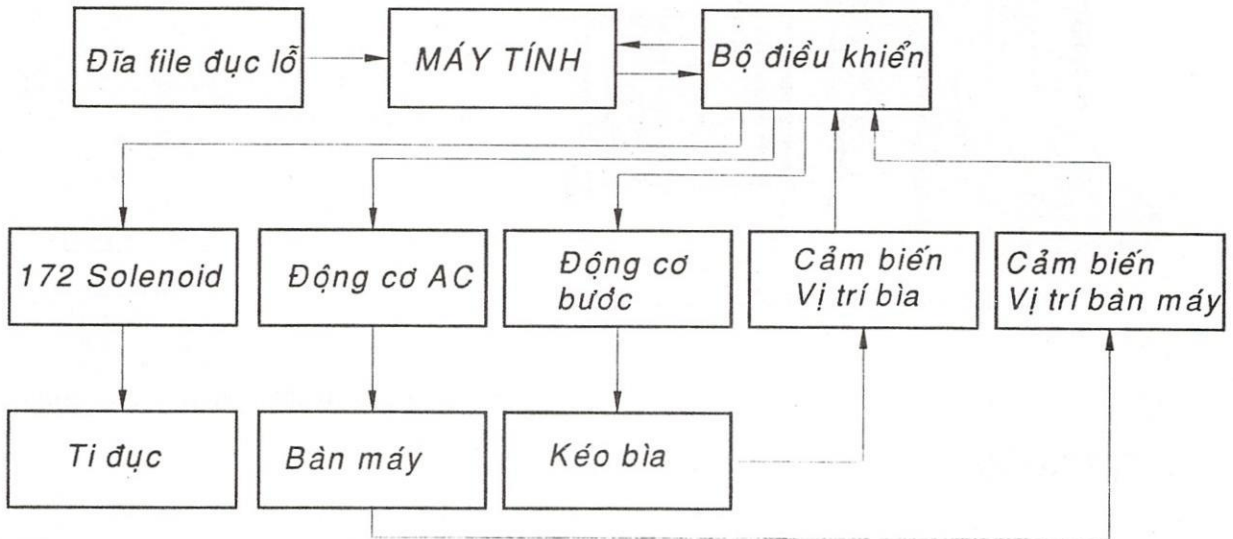 Đĩa file đục lỗ
MÁY TÍNH
Bộ điều khiển
172 Solenoid
Động cơ AC
Động cơ
bước
Cảm biến
Vị trí bìa
Cảm biến
Vị trí bàn máy
Ti đục
Bàn máy
Kéo bìa